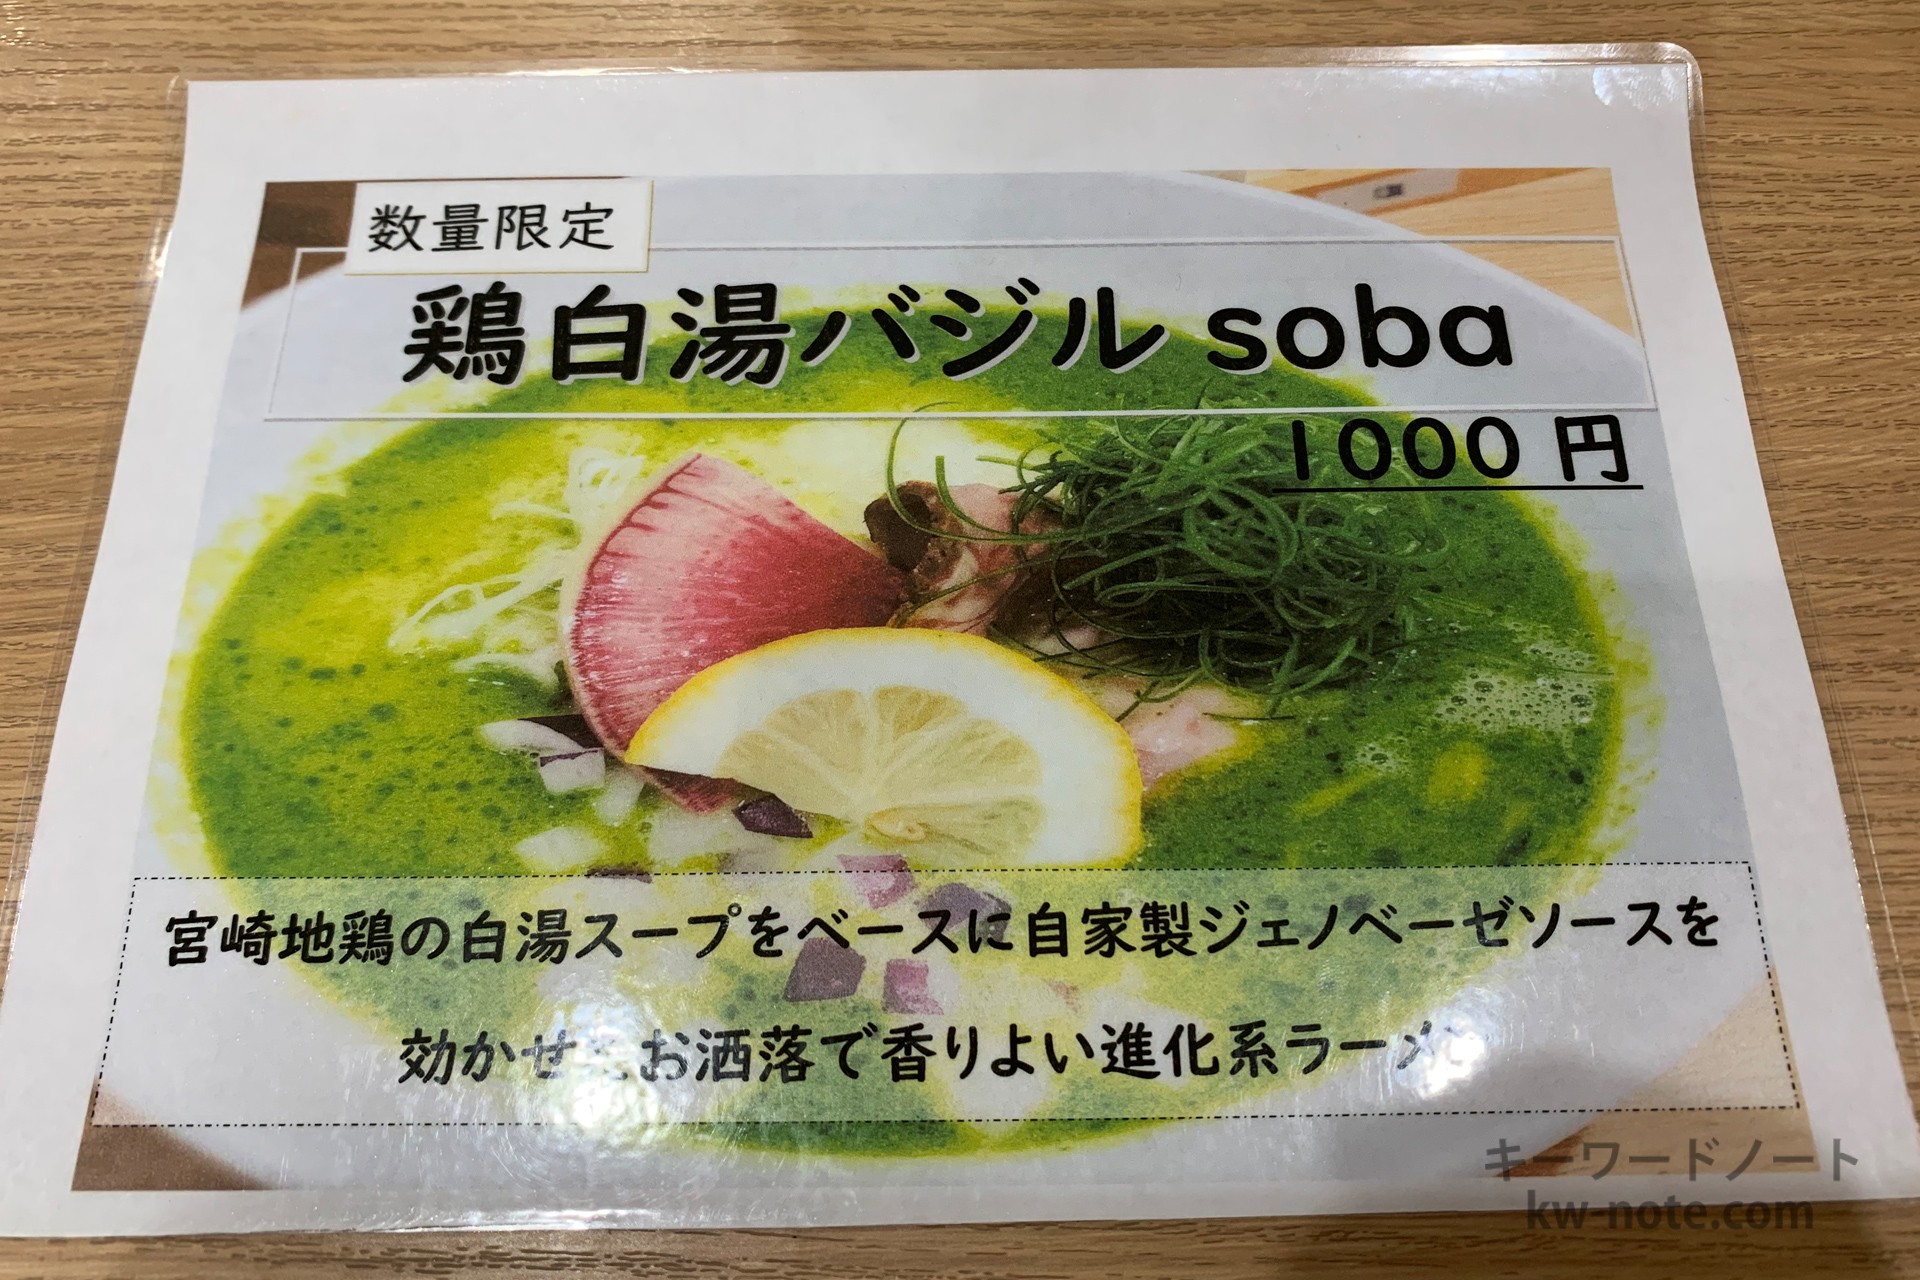 数量限定
鶏白湯バジル soba
1000 円
宮崎地鶏の白湯スープをベースに自家製ジェノベーゼソースを
効かせ お洒落で香りよい進化系ラーメン
キーワードノート
kw-note.com